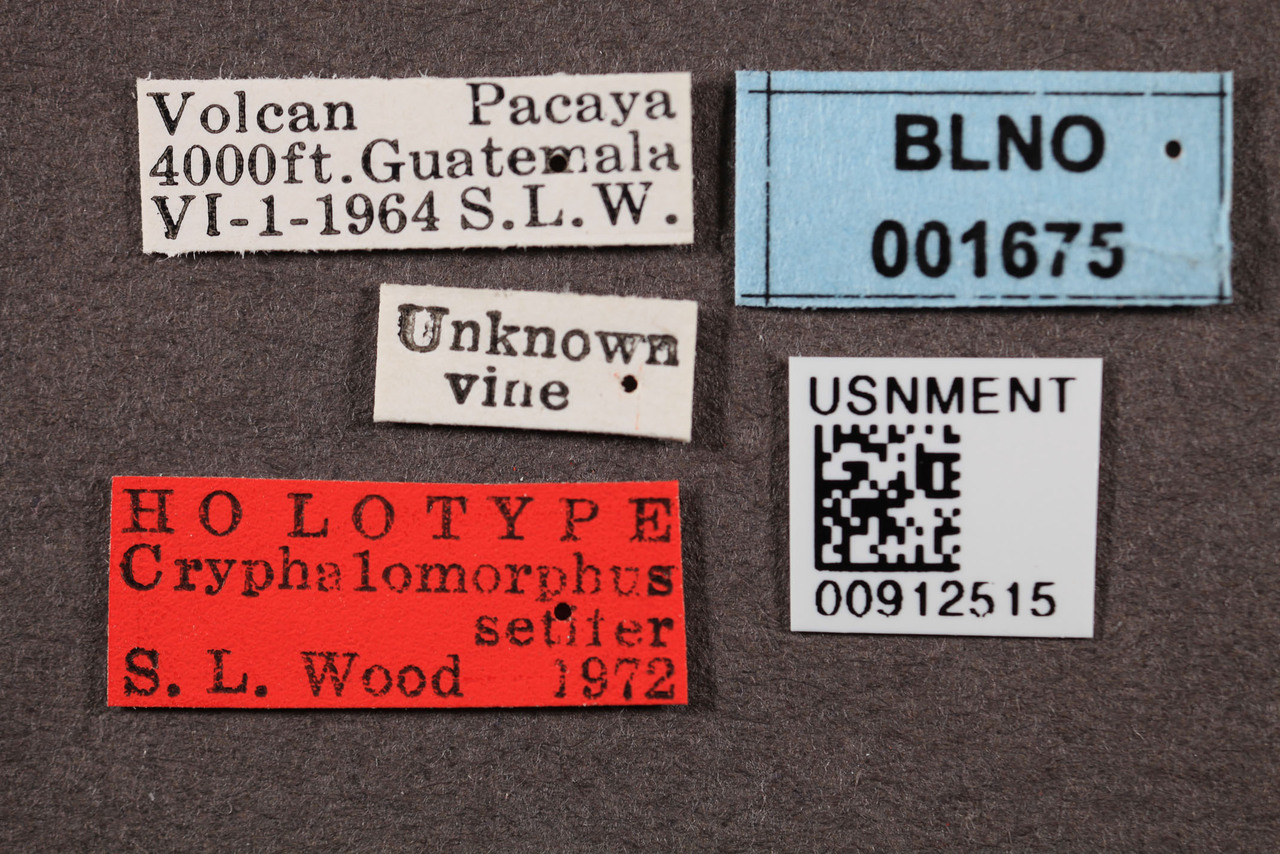 Volcan Pacaya
4000ft. Guatemala
VI-1-1964 S.L.W.
BLNO
001675
Unknown
vine
USNMENT
00912515
HOLOTYPE
Cryphalomorphus
setifer
S. L. Wood 1972